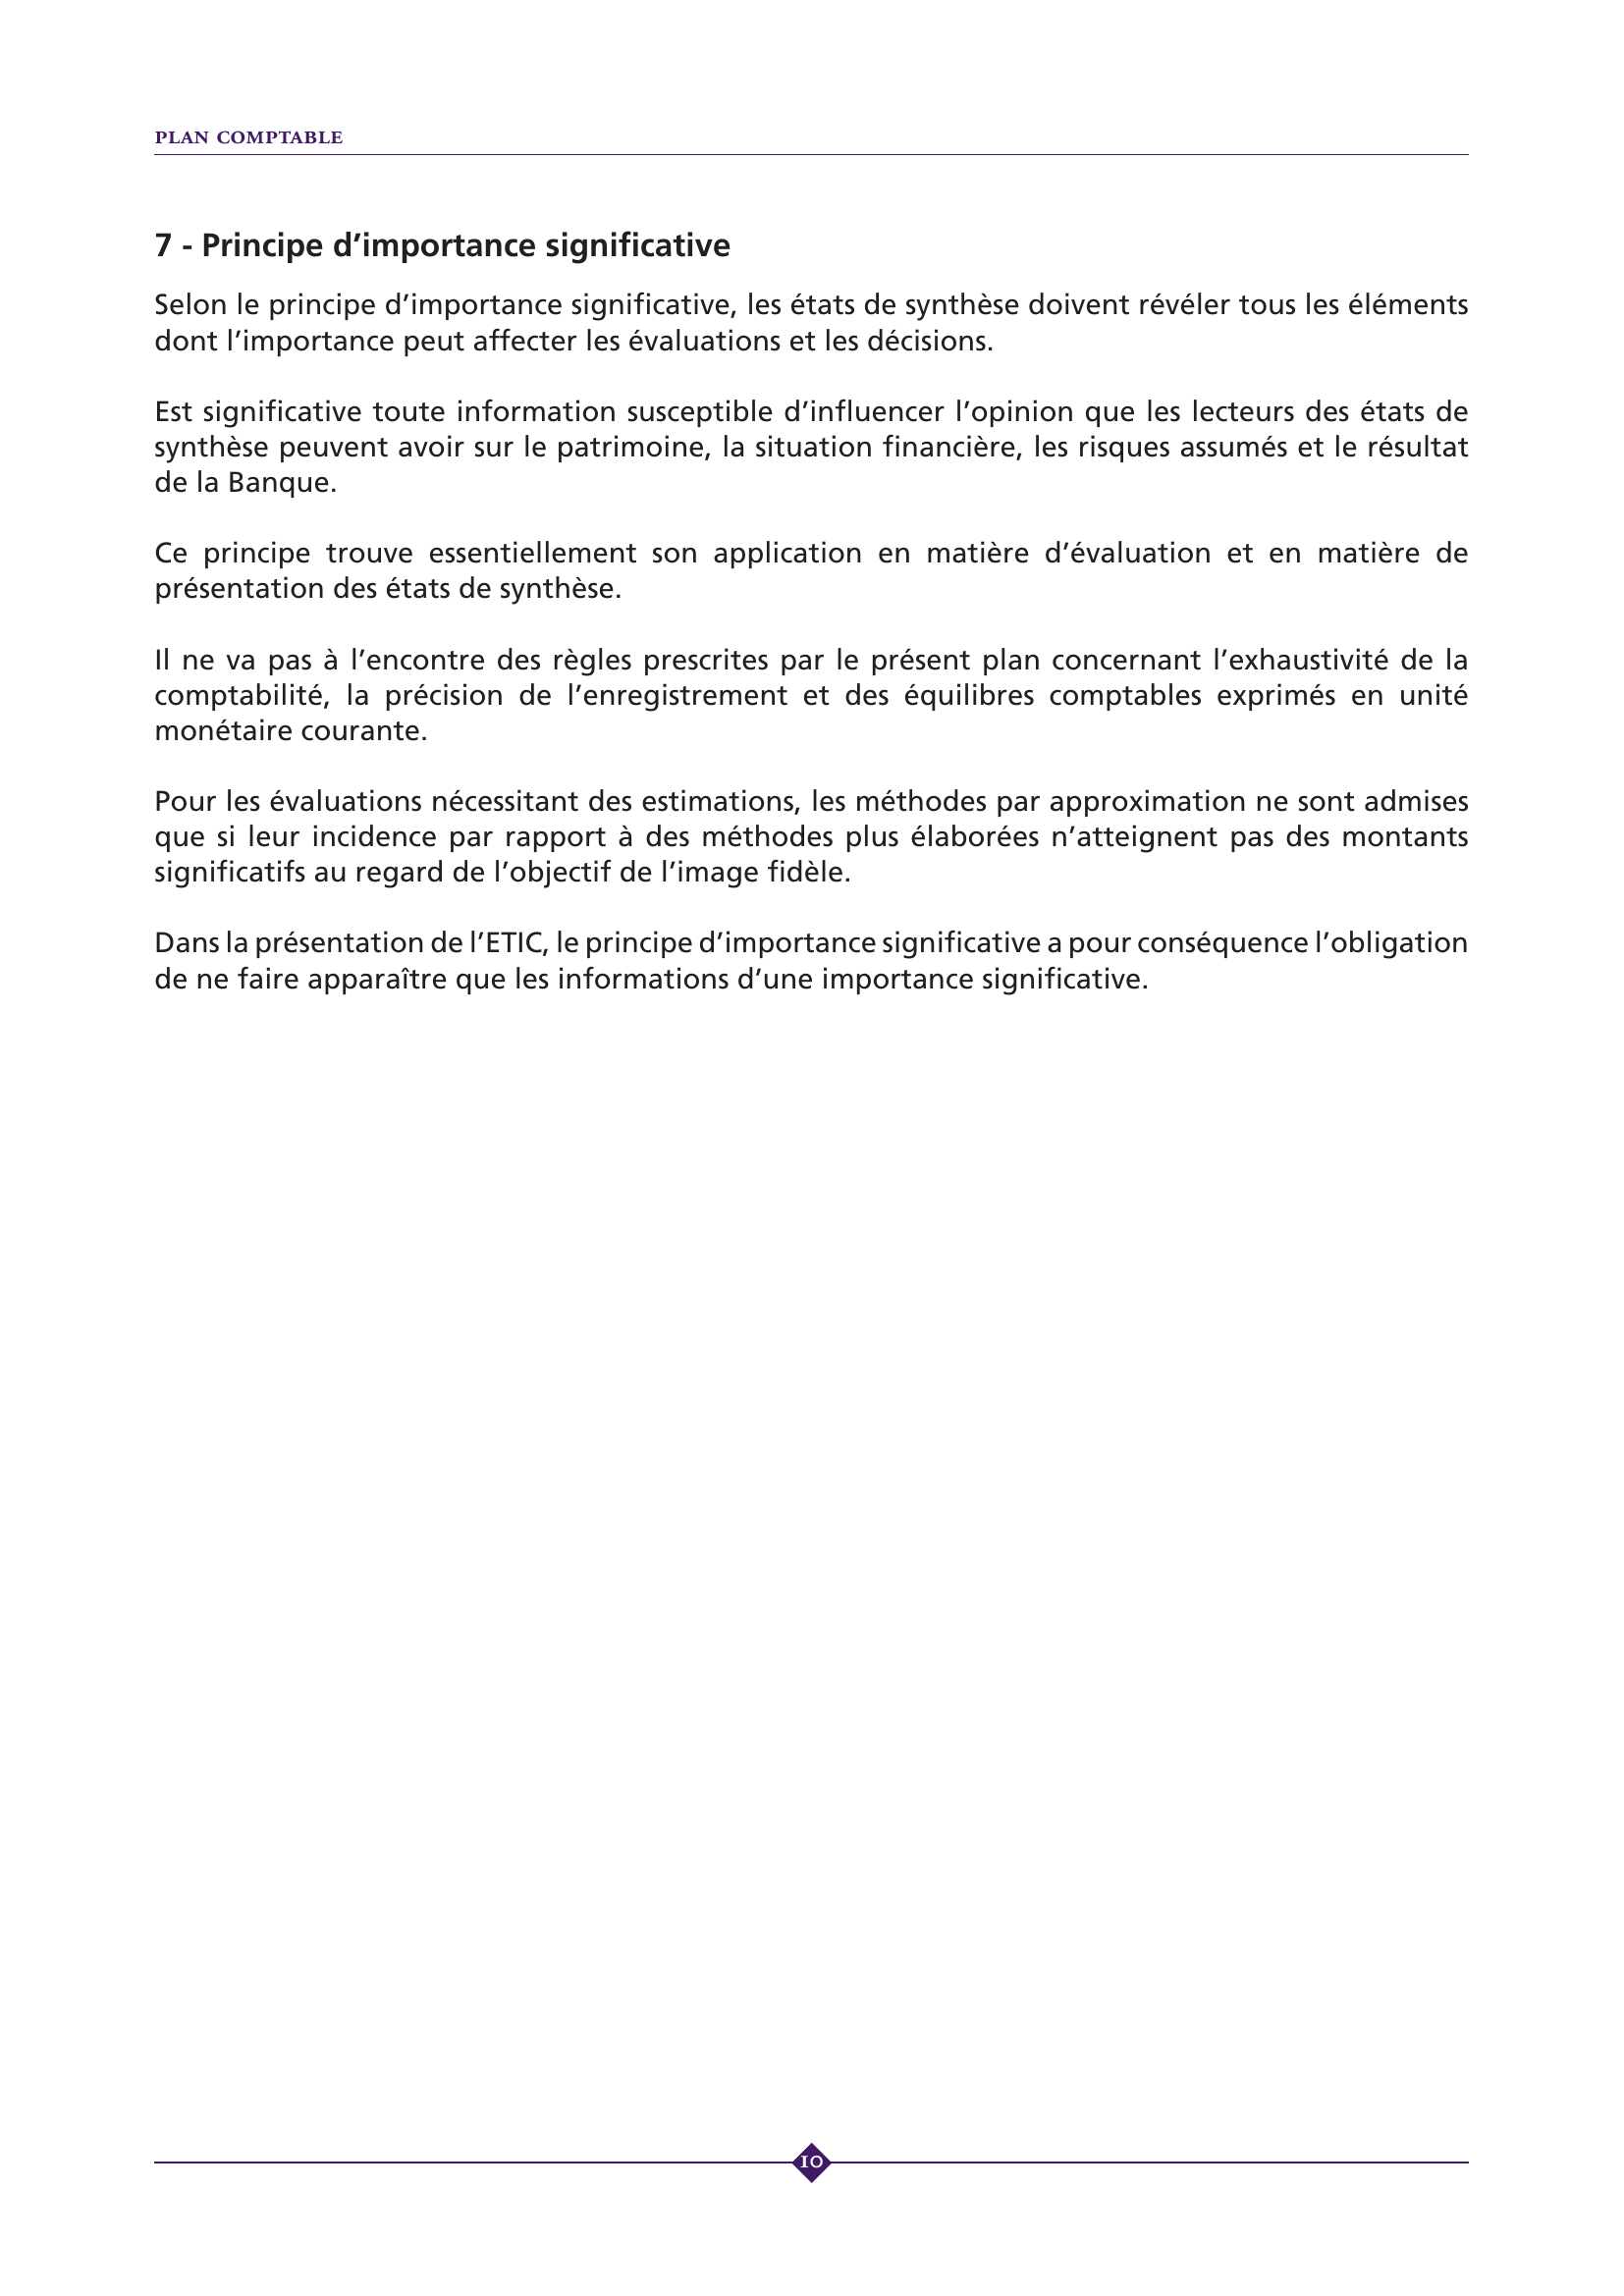 PLAN COMPTABLE
7 - Principe d’importance significative
Selon le principe d’importance significative, les états de synthèse doivent révéler tous les éléments
dont l’importance peut affecter les évaluations et les décisions.
Est significative toute information susceptible d’influencer l’opinion que les lecteurs des états de
synthèse peuvent avoir sur le patrimoine, la situation financière, les risques assumés et le résultat
de la Banque.
Ce principe trouve essentiellement son application en matière d’évaluation et en matière de
présentation des états de synthèse.
Il ne va pas à l’encontre des règles prescrites par le présent plan concernant l’exhaustivité de la
comptabilité, la précision de l’enregistrement et des équilibres comptables exprimés en unité
monétaire courante.
Pour les évaluations nécessitant des estimations, les méthodes par approximation ne sont admises
que si leur incidence par rapport à des méthodes plus élaborées n’atteignent pas des montants
significatifs au regard de l’objectif de l’image fidèle.
Dans la présentation de l’ETIC, le principe d’importance significative a pour conséquence l’obligation
de ne faire apparaître que les informations d’une importance significative.
10